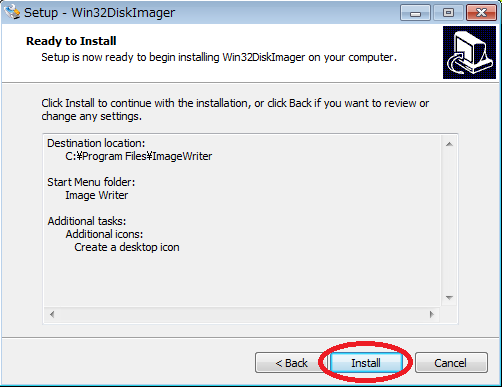 Setup - Win32DiskImager
Ready to Install
Setup is now ready to begin installing Win32DiskImager on your computer.
Click Install to continue with the installation, or click Back if you want to review or
change any settings.
Destination location:
C:¥Program Files¥ImageWriter
Start Menu folder:
Image Writer
Additional tasks:
Additional icons:
Create a desktop icon
< Back
Install
Cancel